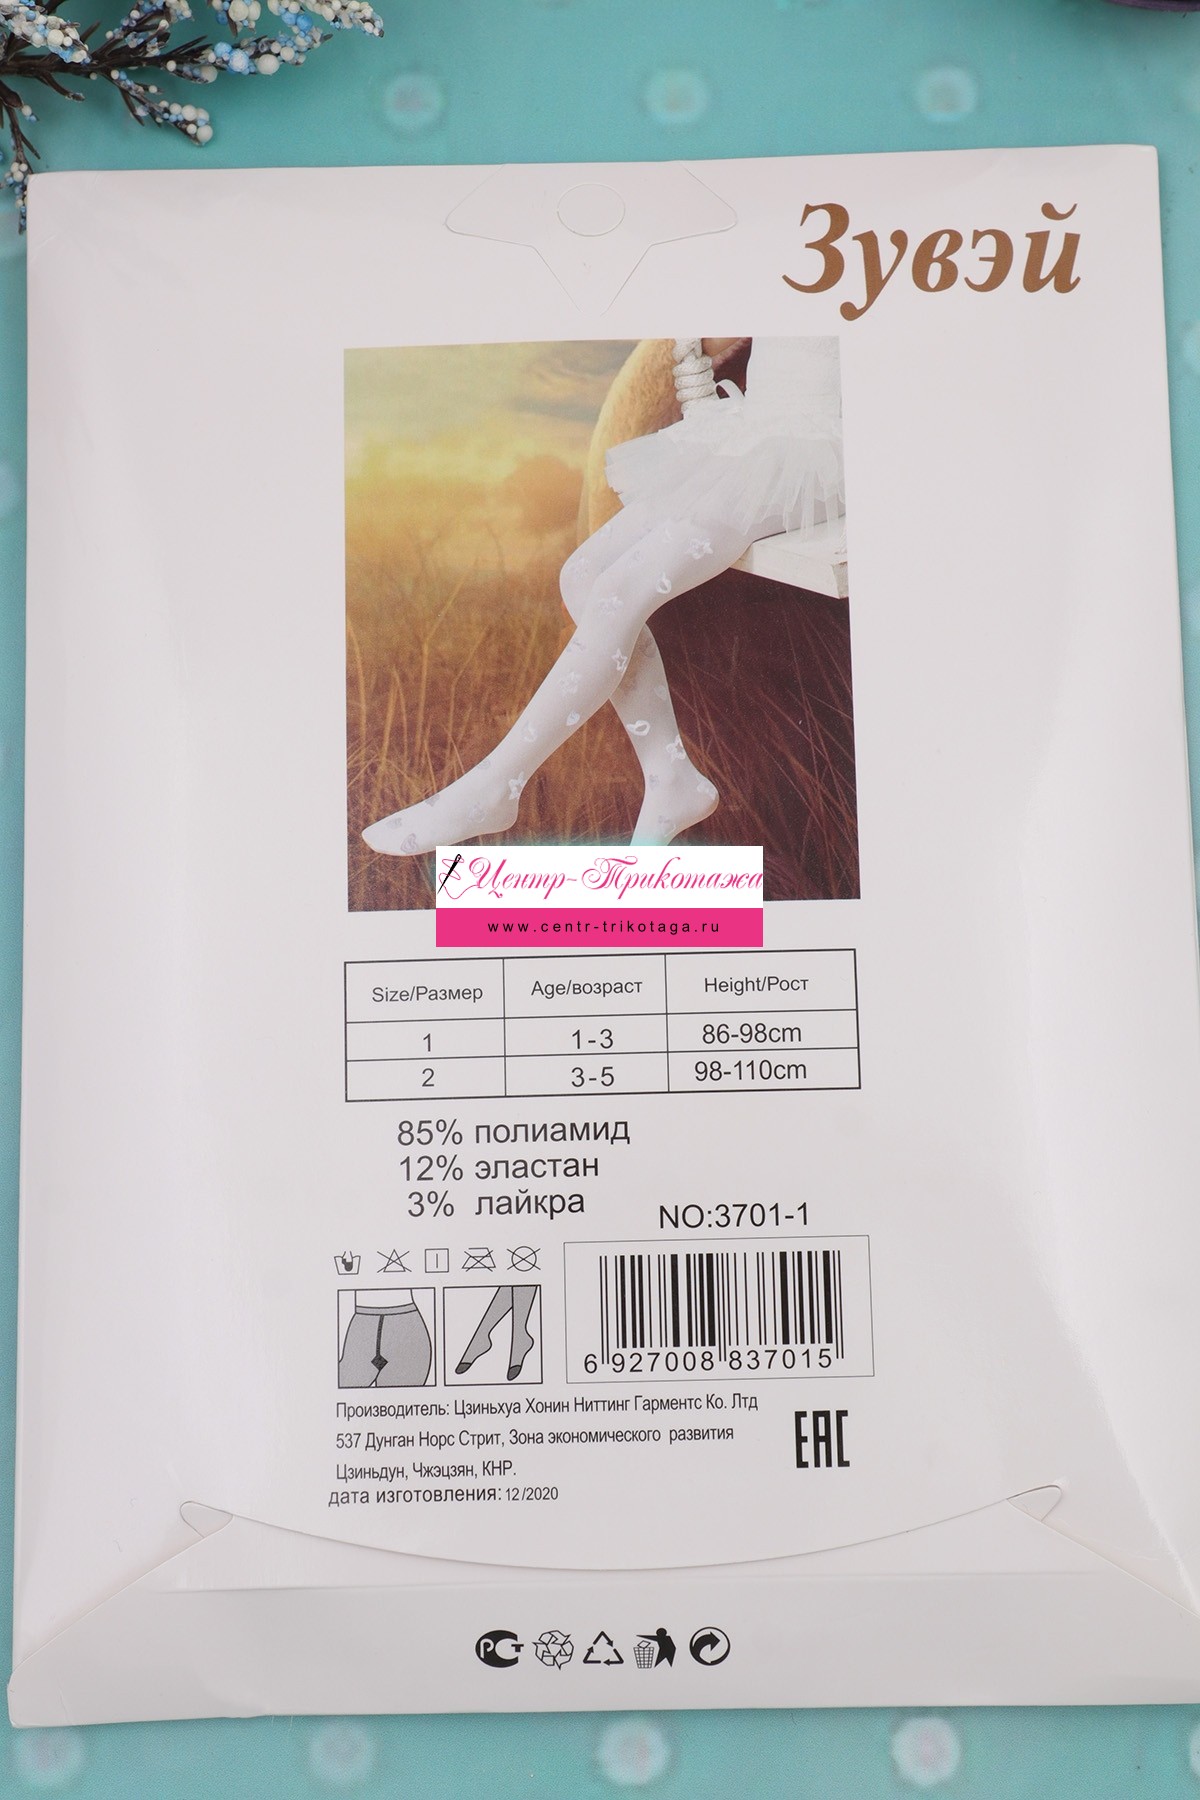 Зувэй
Центр-Трикотажа
www.centr-trikotaga.ru
Size/Размер Age/возраст Height/Рост
1 1-3 86-98cm
2 3-5 98-110cm
85% полиамид
12% эластан
3% лайкра
NO:3701-1
6 927008 837015
Производитель: Цзиньхуа Хонин Ниттинг Гарментс Ко. Лтд
537 Дунган Норс Стрит, Зона экономического развития
Цзиньдун, Чжэцзян, КНР.
дата изготовления: 12/2020
ЕАС
РСТ